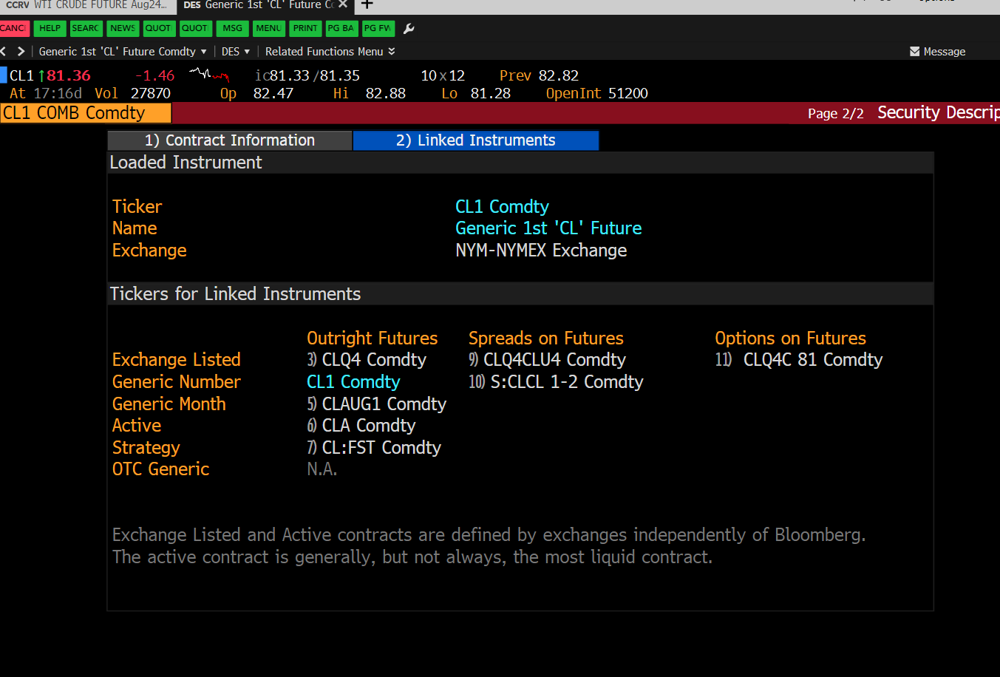 CCRV WTI CRUDE FUTURE Aug24... DES Generic 1st 'CL' Future
HELP SEARC NEWS QUOT QUOT MSG MENU PRINT PG BA PG FW
Generic 1st 'CL' Future Comdty DES Related Functions Menu Message
CL1 ↑81.36 -1.46 ic81.33/81.35 10x12 Prev 82.82
At 17:16d Vol 27870 Op 82.47 Hi 82.88 Lo 81.28 OpenInt 51200
CL1 COMB Comdty Page 2/2 Security Descrip
1) Contract Information 2) Linked Instruments
Loaded Instrument
Ticker CL1 Comdty
Name Generic 1st 'CL' Future
Exchange NYM-NYMEX Exchange
Tickers for Linked Instruments
Outright Futures Spreads on Futures Options on Futures
Exchange Listed 3) CLQ4 Comdty 9) CLQ4CLU4 Comdty 11) CLQ4C 81 Comdty
Generic Number CL1 Comdty 10) S:CLCL 1-2 Comdty
Generic Month 5) CLAUG1 Comdty
Active 6) CLA Comdty
Strategy 7) CL:FST Comdty
OTC Generic N.A.
Exchange Listed and Active contracts are defined by exchanges independently of Bloomberg.
The active contract is generally, but not always, the most liquid contract.